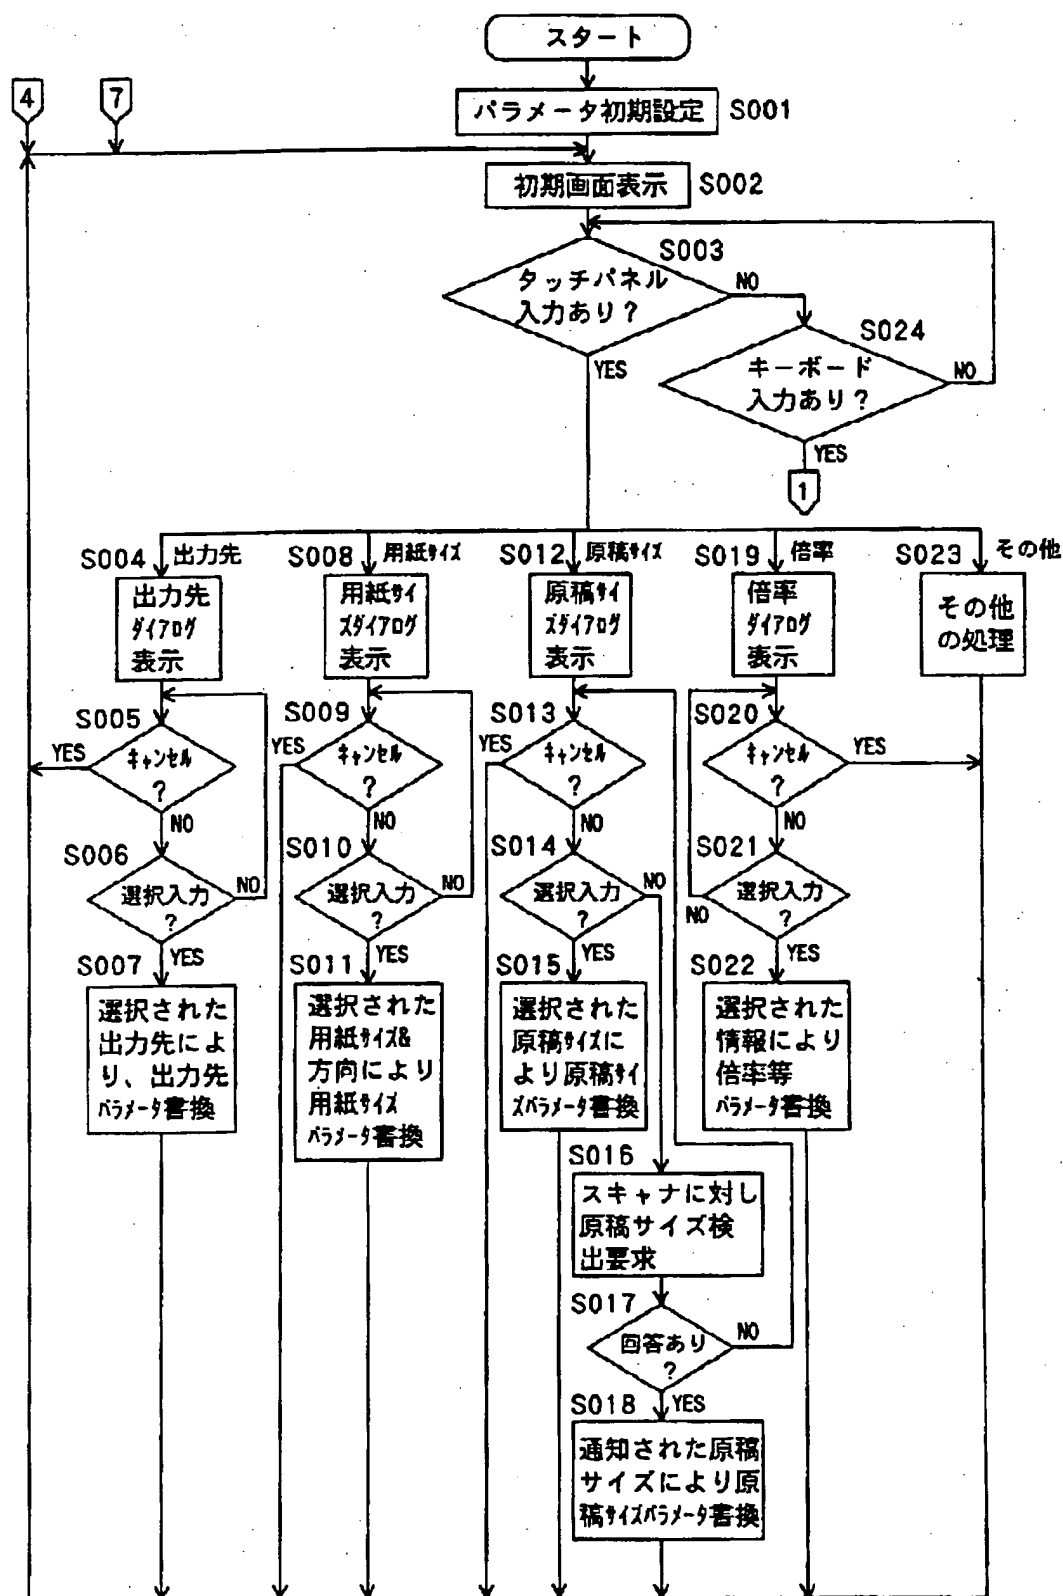 スタート
4
7
パラメータ初期設定 S001
初期画面表示 S002
S003
タッチパネル
入力あり?
NO
YES
S024
キーボード
入力あり?
NO
YES
1
S004 出力先
出力先
ダイアログ
表示
S005
YES
キャンセル
?
NO
S006
選択入力
?
NO
YES
S007
選択された
出力先によ
り、出力先
パラメータ書換
S008 用紙サイズ
用紙サイ
ズダイアログ
表示
S009
YES
キャンセル
?
NO
S010
選択入力
?
NO
YES
S011
選択された
用紙サイズ&
方向により
用紙サイズ
パラメータ書換
S012 原稿サイズ
原稿サイ
ズダイアログ
表示
S013
YES
キャンセル
?
NO
S014
選択入力
?
NO
YES
S015
選択された
原稿サイズに
より原稿サイ
ズパラメータ書換
S016
スキャナに対し
原稿サイズ検
出要求
S017
回答あり
?
NO
YES
S018
通知された原稿
サイズにより原
稿サイズパラメータ書換
S019 倍率
倍率
ダイアログ
表示
S020
キャンセル
?
YES
NO
S021
選択入力
?
NO
YES
S022
選択された
情報により
倍率等
パラメータ書換
S023 その他
その他
の処理